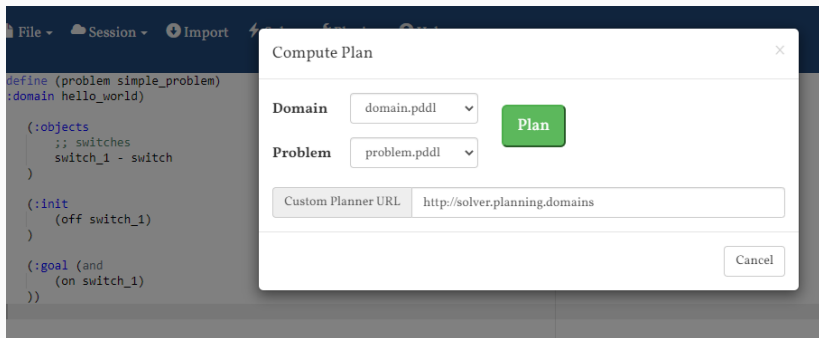 File Session Import
Compute Plan
×
define (problem simple_problem)
:domain hello_world)
(:objects
;; switches
switch_1 - switch
)
(:init
(off switch_1)
)
(:goal (and
(on switch_1)
))
Domain domain.pddl
Plan
Problem problem.pddl
Custom Planner URL http://solver.planning.domains
Cancel